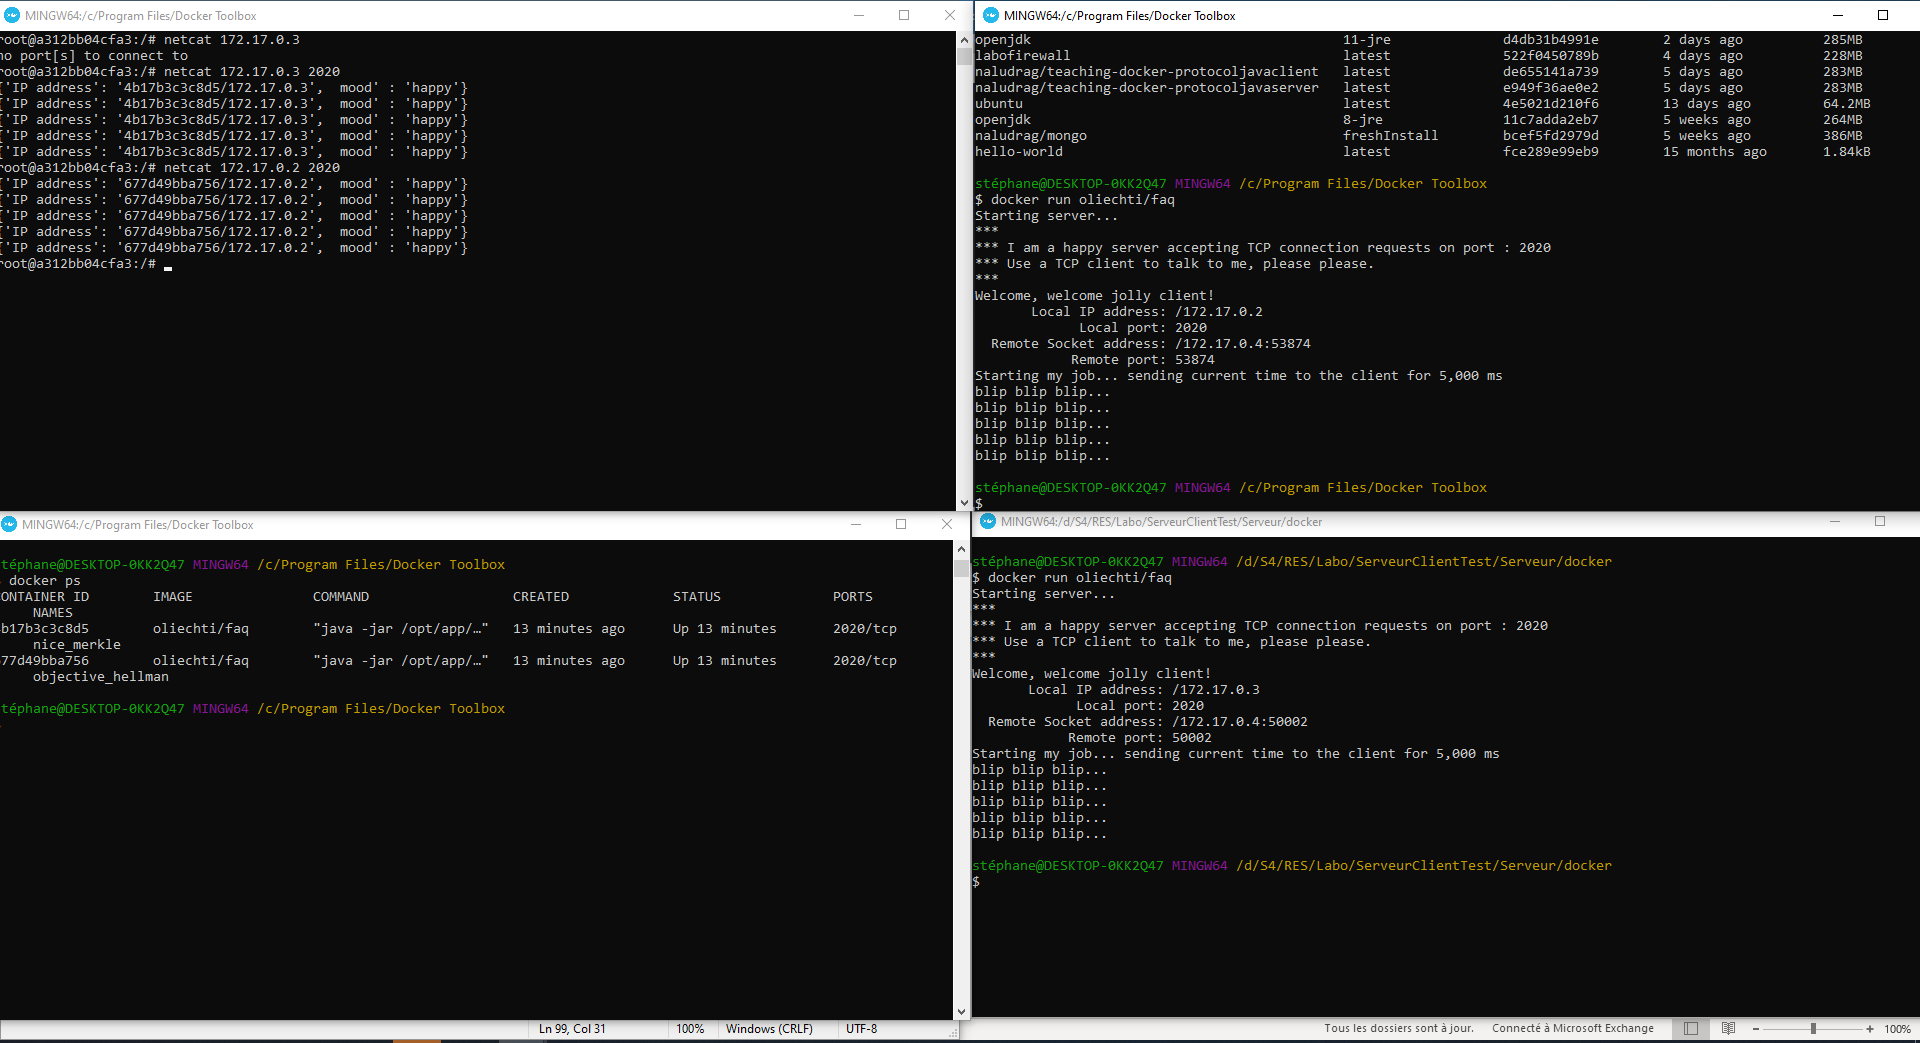 MINGW64:/c/Program Files/Docker Toolbox
root@a312bb04cfa3:/# netcat 172.17.0.3
no port[s] to connect to
root@a312bb04cfa3:/# netcat 172.17.0.3 2020
['IP address': '4b17b3c3c8d5/172.17.0.3',  mood' : 'happy'}
['IP address': '4b17b3c3c8d5/172.17.0.3',  mood' : 'happy'}
['IP address': '4b17b3c3c8d5/172.17.0.3',  mood' : 'happy'}
['IP address': '4b17b3c3c8d5/172.17.0.3',  mood' : 'happy'}
['IP address': '4b17b3c3c8d5/172.17.0.3',  mood' : 'happy'}
root@a312bb04cfa3:/# netcat 172.17.0.2 2020
['IP address': '677d49bba756/172.17.0.2',  mood' : 'happy'}
['IP address': '677d49bba756/172.17.0.2',  mood' : 'happy'}
['IP address': '677d49bba756/172.17.0.2',  mood' : 'happy'}
['IP address': '677d49bba756/172.17.0.2',  mood' : 'happy'}
['IP address': '677d49bba756/172.17.0.2',  mood' : 'happy'}
root@a312bb04cfa3:/#
MINGW64:/c/Program Files/Docker Toolbox
openjdk 11-jre d4db31b4991e 2 days ago 285MB
labofirewall latest 522f0450789b 4 days ago 228MB
naludrag/teaching-docker-protocoljavaclient latest de655141a739 5 days ago 283MB
naludrag/teaching-docker-protocoljavaserver latest e949f36ae0e2 5 days ago 283MB
ubuntu latest 4e5021d210f6 13 days ago 64.2MB
openjdk 8-jre 11c7adda2eb7 5 weeks ago 264MB
naludrag/mongo freshInstall bcef5fd2979d 5 weeks ago 386MB
hello-world latest fce289e99eb9 15 months ago 1.84kB
stéphane@DESKTOP-0KK2Q47 MINGW64 /c/Program Files/Docker Toolbox
$ docker run oliechti/faq
Starting server...
***
*** I am a happy server accepting TCP connection requests on port : 2020
*** Use a TCP client to talk to me, please please.
***
Welcome, welcome jolly client!
Local IP address: /172.17.0.2
Local port: 2020
Remote Socket address: /172.17.0.4:53874
Remote port: 53874
Starting my job... sending current time to the client for 5,000 ms
blip blip blip...
blip blip blip...
blip blip blip...
blip blip blip...
blip blip blip...
stéphane@DESKTOP-0KK2Q47 MINGW64 /c/Program Files/Docker Toolbox
$
MINGW64:/c/Program Files/Docker Toolbox
téphane@DESKTOP-0KK2Q47 MINGW64 /c/Program Files/Docker Toolbox
docker ps
ONTAINER ID IMAGE COMMAND CREATED STATUS PORTS
NAMES
b17b3c3c8d5 oliechti/faq "java -jar /opt/app/…" 13 minutes ago Up 13 minutes 2020/tcp
nice_merkle
77d49bba756 oliechti/faq "java -jar /opt/app/…" 13 minutes ago Up 13 minutes 2020/tcp
objective_hellman
téphane@DESKTOP-0KK2Q47 MINGW64 /c/Program Files/Docker Toolbox
MINGW64:/d/S4/RES/Labo/ServeurClientTest/Serveur/docker
stéphane@DESKTOP-0KK2Q47 MINGW64 /d/S4/RES/Labo/ServeurClientTest/Serveur/docker
$ docker run oliechti/faq
Starting server...
***
*** I am a happy server accepting TCP connection requests on port : 2020
*** Use a TCP client to talk to me, please please.
***
Welcome, welcome jolly client!
Local IP address: /172.17.0.3
Local port: 2020
Remote Socket address: /172.17.0.4:50002
Remote port: 50002
Starting my job... sending current time to the client for 5,000 ms
blip blip blip...
blip blip blip...
blip blip blip...
blip blip blip...
blip blip blip...
stéphane@DESKTOP-0KK2Q47 MINGW64 /d/S4/RES/Labo/ServeurClientTest/Serveur/docker
$
Ln 99, Col 31 100% Windows (CRLF) UTF-8
Tous les dossiers sont à jour. Connecté à Microsoft Exchange 100%